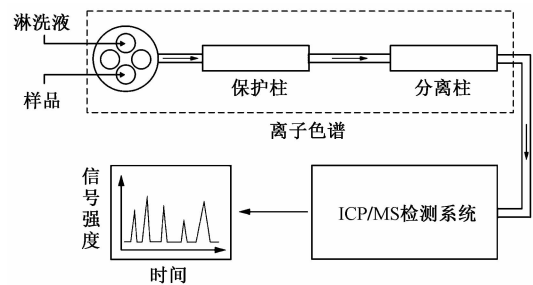 淋洗液
样品
保护柱
分离柱
离子色谱
信号强度
时间
ICP/MS检测系统